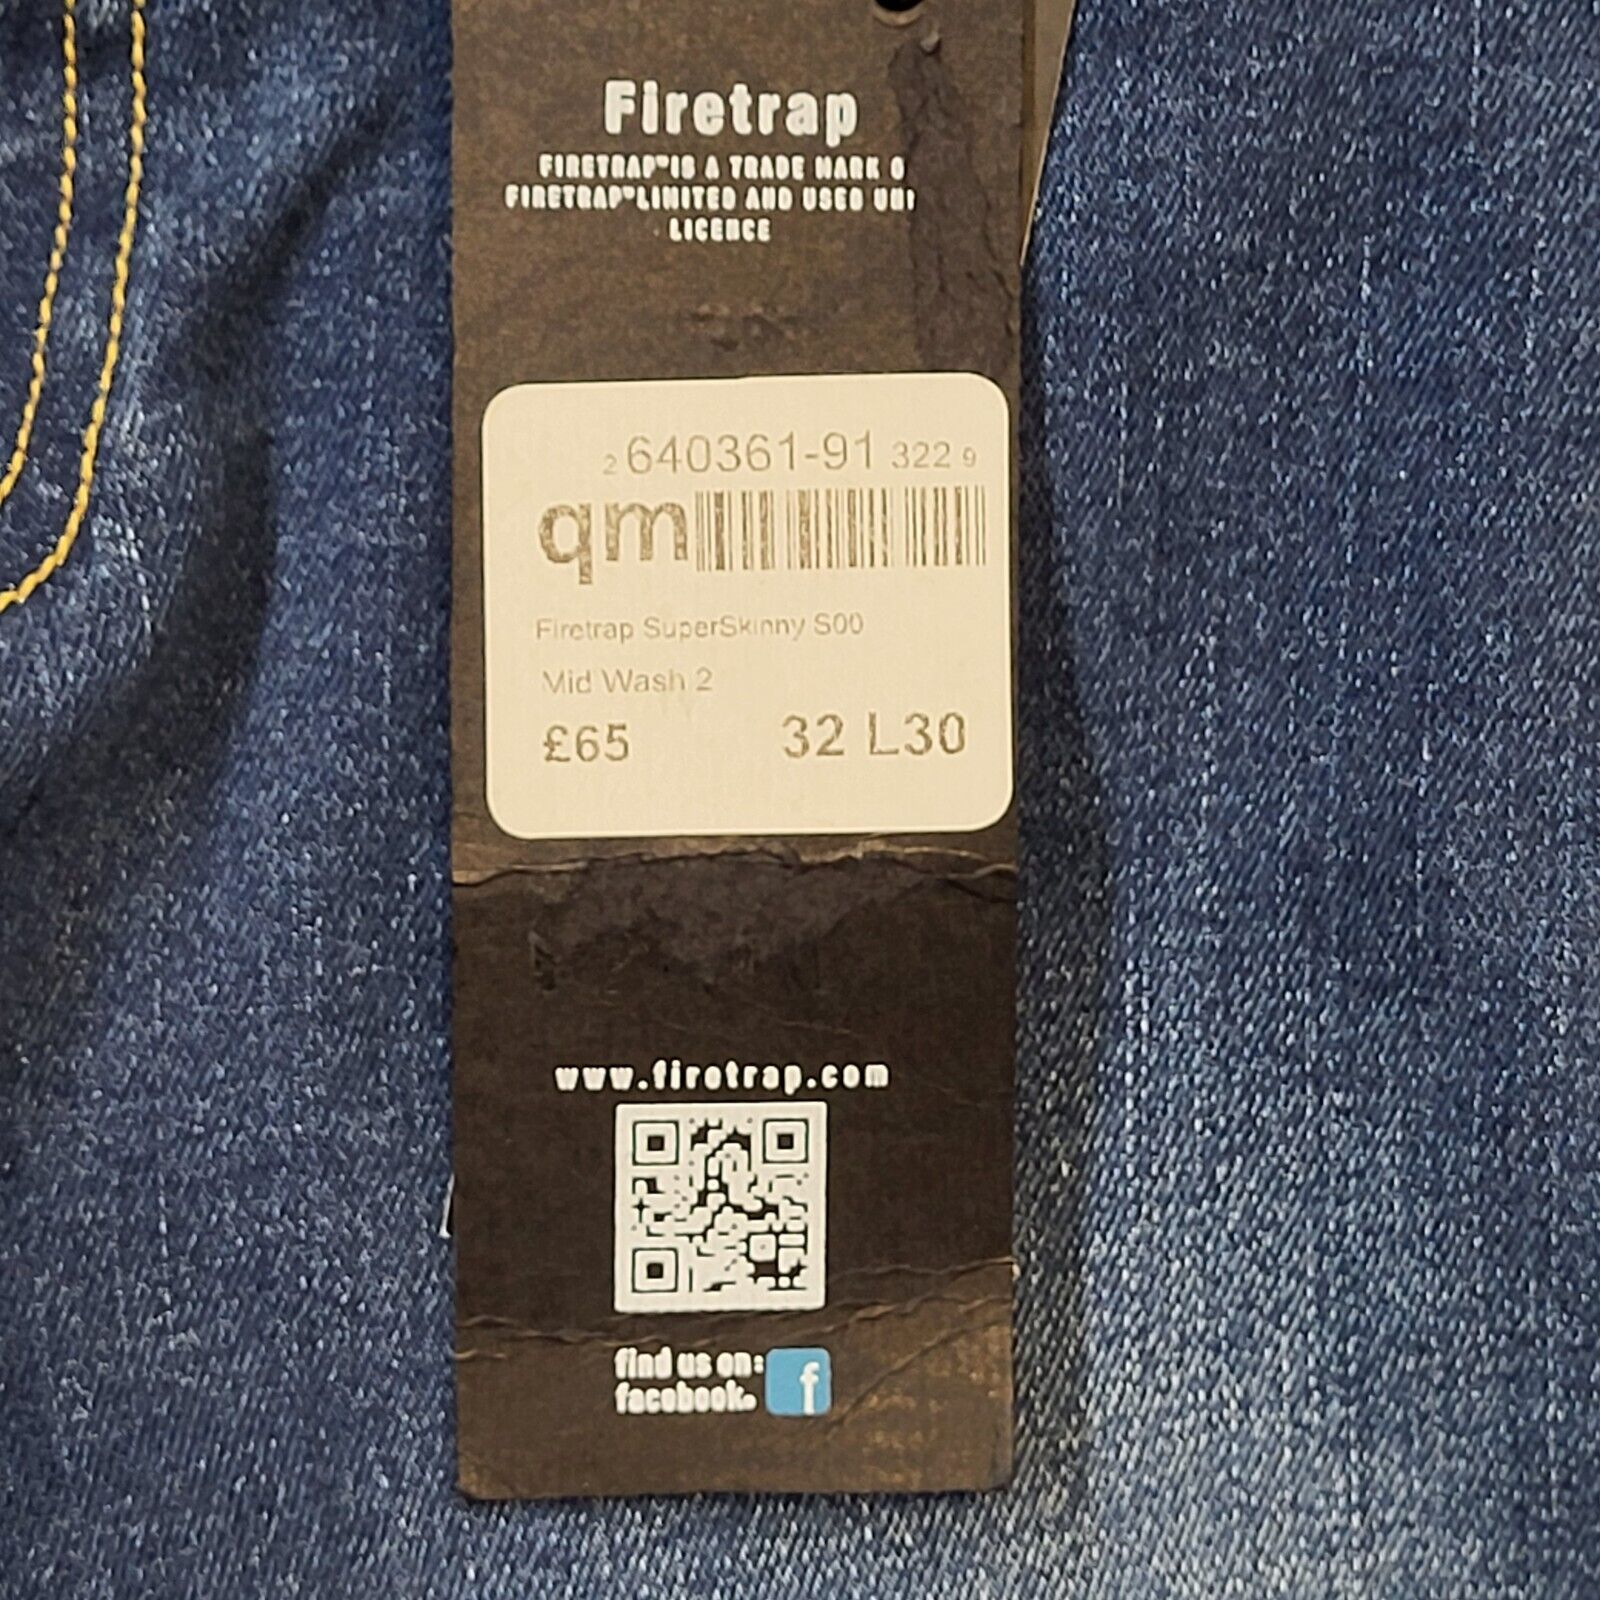 Firetrap
FIRETRAP™IS A TRADE MARK O
FIRETRAP™LIMITED AND USED UN
LICENCE
2 640361-91 322 9
qm
Firetrap SuperSkinny S00
Mid Wash 2
£65 32 L30
www.firetrap.com
find us on:
facebook.
f